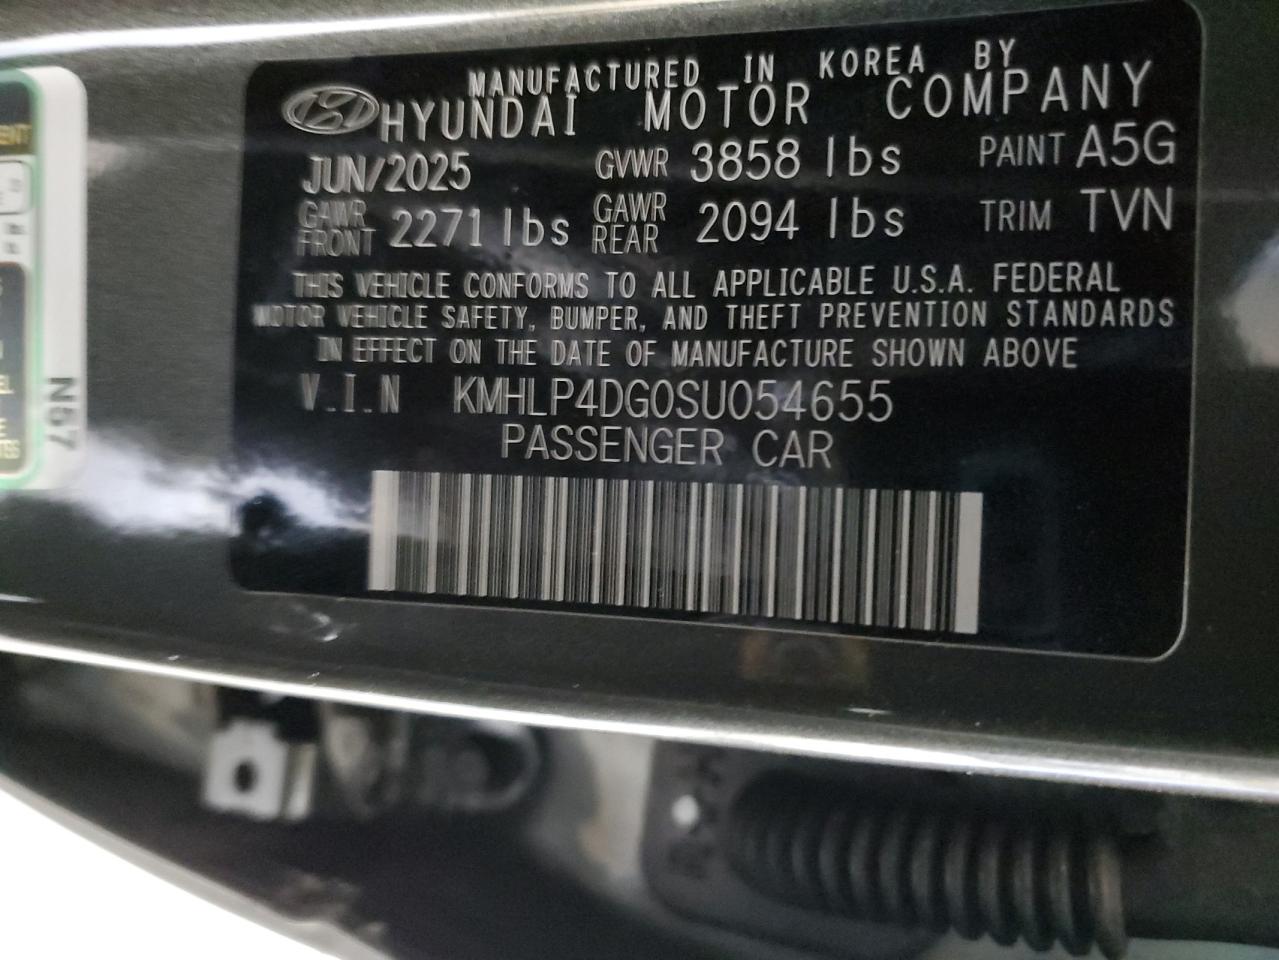 MANUFACTURED IN KOREA BY
HYUNDAI MOTOR COMPANY
JUN/2025 GVWR 3858 lbs PAINT A5G
GAWR FRONT 2271 lbs GAWR REAR 2094 lbs TRIM TVN
THIS VEHICLE CONFORMS TO ALL APPLICABLE U.S.A. FEDERAL
MOTOR VEHICLE SAFETY, BUMPER, AND THEFT PREVENTION STANDARDS
IN EFFECT ON THE DATE OF MANUFACTURE SHOWN ABOVE
V.I.N KMHLP4DG0SU054655
PASSENGER CAR
N57